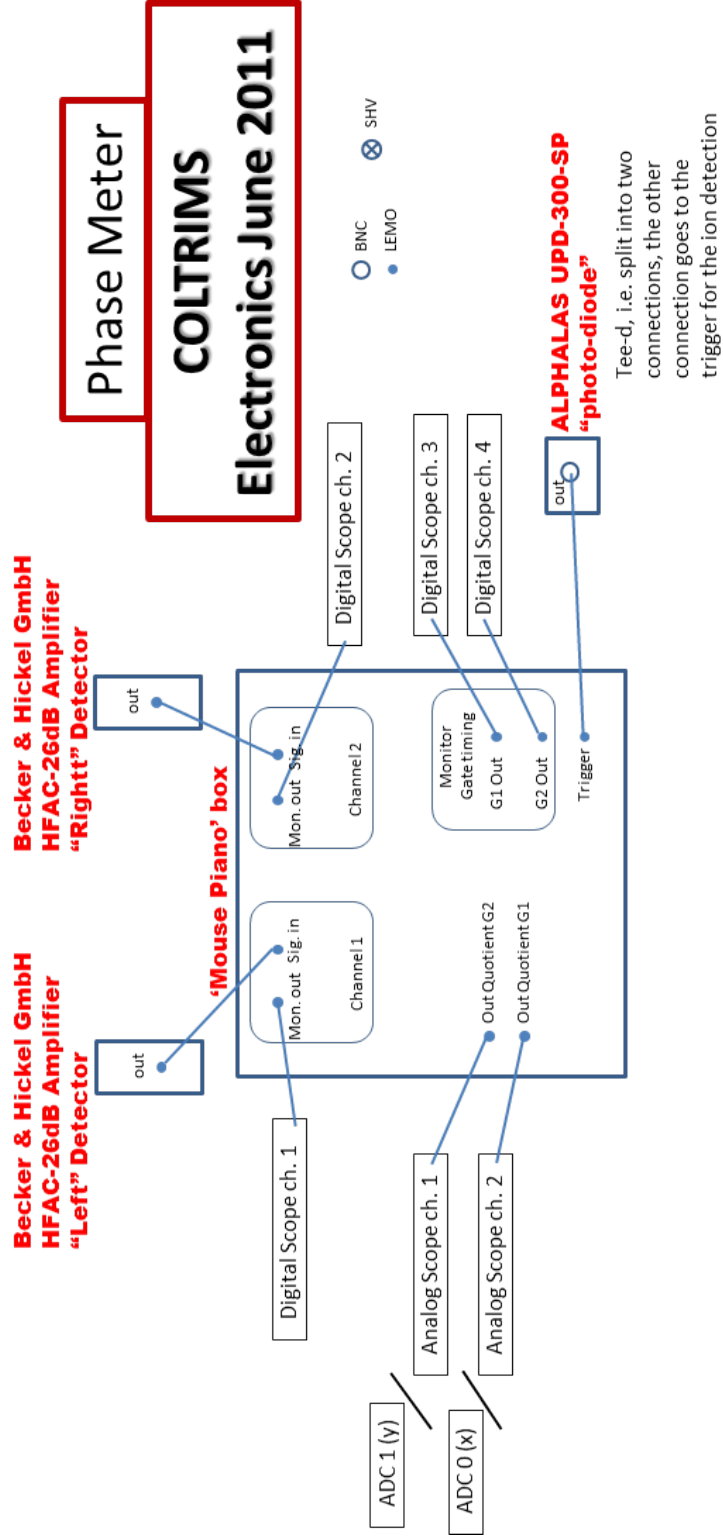 Phase Meter
COLTRIMS
Electronics June 2011
Becker & Hickel GmbH
HFAC-26dB Amplifier
“Left” Detector
Becker & Hickel GmbH
HFAC-26dB Amplifier
“Rightt” Detector
out
out
BNC
SHV
LEMO
‘Mouse Piano’ box
Digital Scope ch. 1
Mon. out Sig. in
Channel 1
Mon. out Sig. in
Channel 2
Digital Scope ch. 2
ADC 1 (y)
Analog Scope ch. 1
Out Quotient G2
Monitor
Gate timing
G1 Out
Digital Scope ch. 3
ADC 0 (x)
Analog Scope ch. 2
Out Quotient G1
G2 Out
Digital Scope ch. 4
Trigger
out
ALPHALAS UPD-300-SP
“photo-diode”
Tee-d, i.e. split into two
connections, the other
connection goes to the
trigger for the ion detection